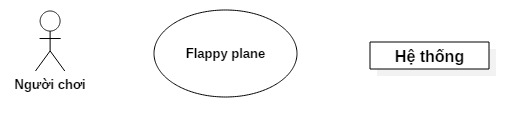 Flappy plane
Hệ thống
Người chơi